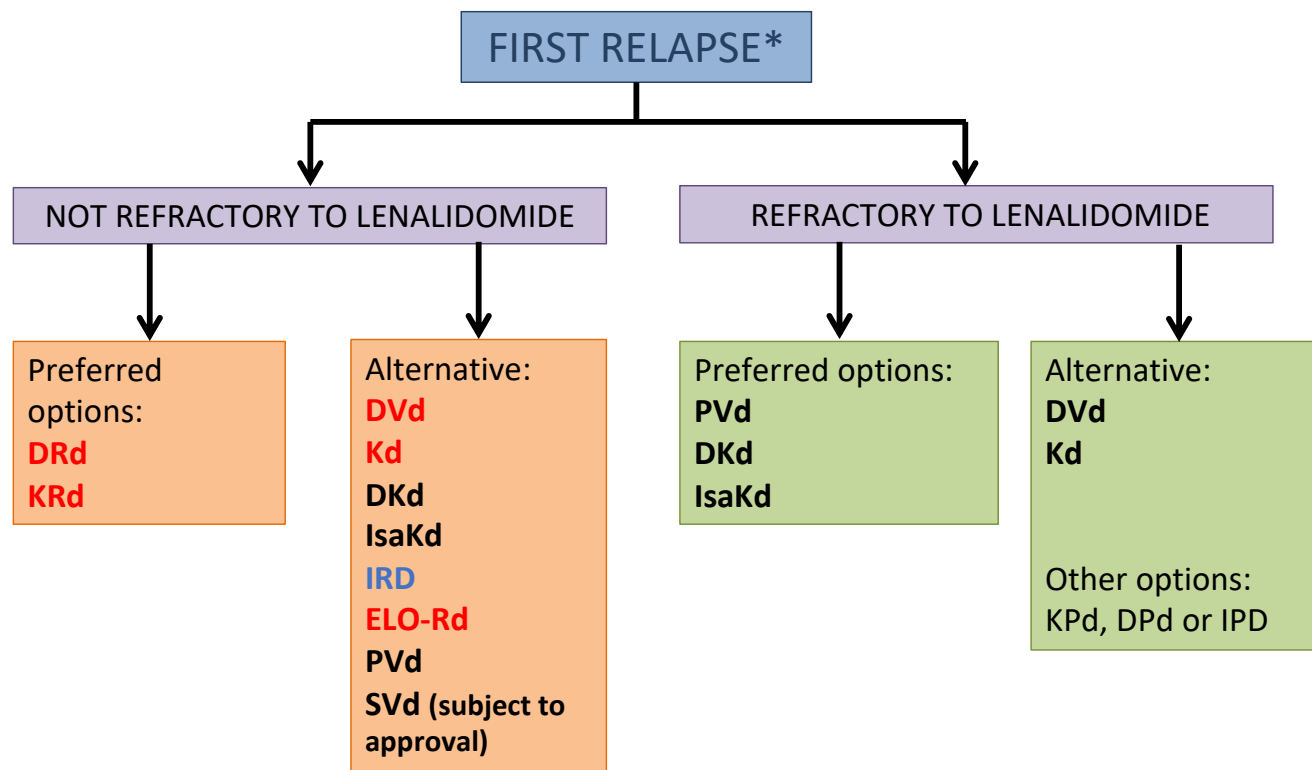 FIRST RELAPSE*
NOT REFRACTORY TO LENALIDOMIDE
REFRACTORY TO LENALIDOMIDE
Preferred
options:
DRd
KRd
Alternative:
DVd
Kd
DKd
IsaKd
IRD
ELO-Rd
PVd
SVd (subject to
approval)
Preferred options:
PVd
DKd
IsaKd
Alternative:
DVd
Kd
Other options:
KPd, DPd or IPD